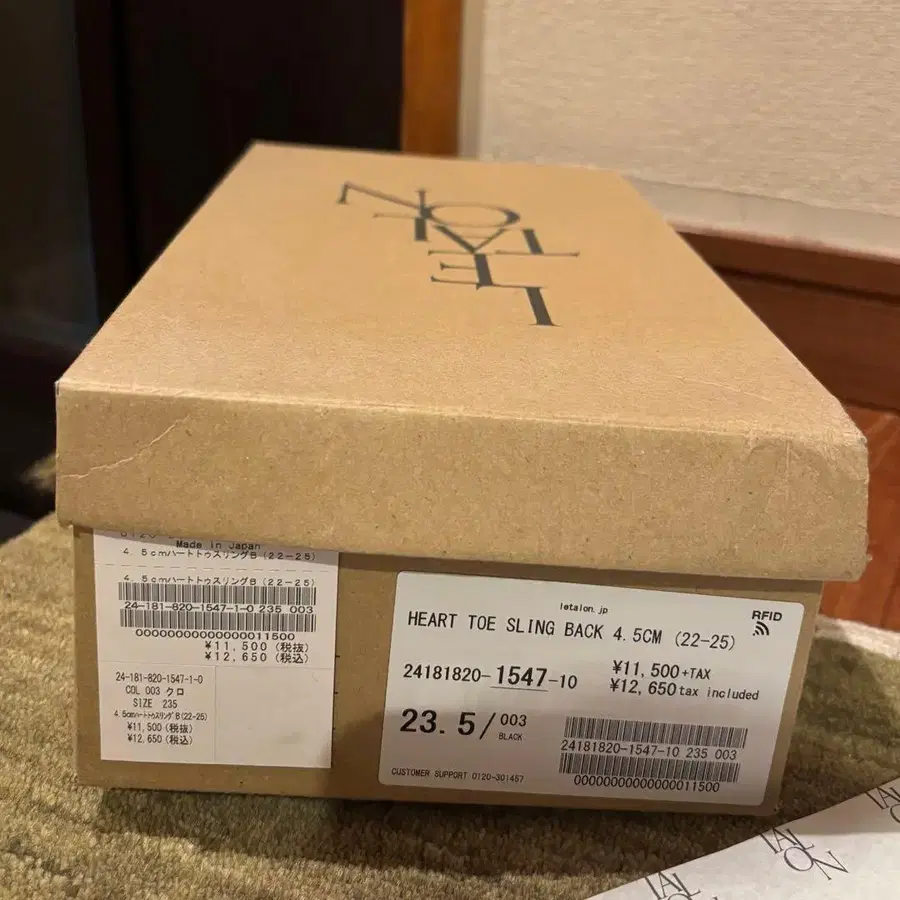 LE TALON
Made in Japan
4.5cmハートトゥスリングB(22-25)
4.5cmハートトゥスリングB(22-25)
24-181-820-1547-1-0 235 003
00000000000000011500
¥11,500(税抜)
¥12,650(税込)
24-181-820-1547-1-0
COL 003 クロ
SIZE 235
4.5cmハートトゥスリングB(22-25)
¥11,500(税抜)
¥12,650(税込)
letalon.jp
RFID
HEART TOE SLING BACK 4.5CM (22-25)
24181820-1547-10
¥11,500+TAX
¥12,650 tax included
23.5/003
BLACK
24181820-1547-10 235 003
00000000000000011500
CUSTOMER SUPPORT 0120-301457
TALON